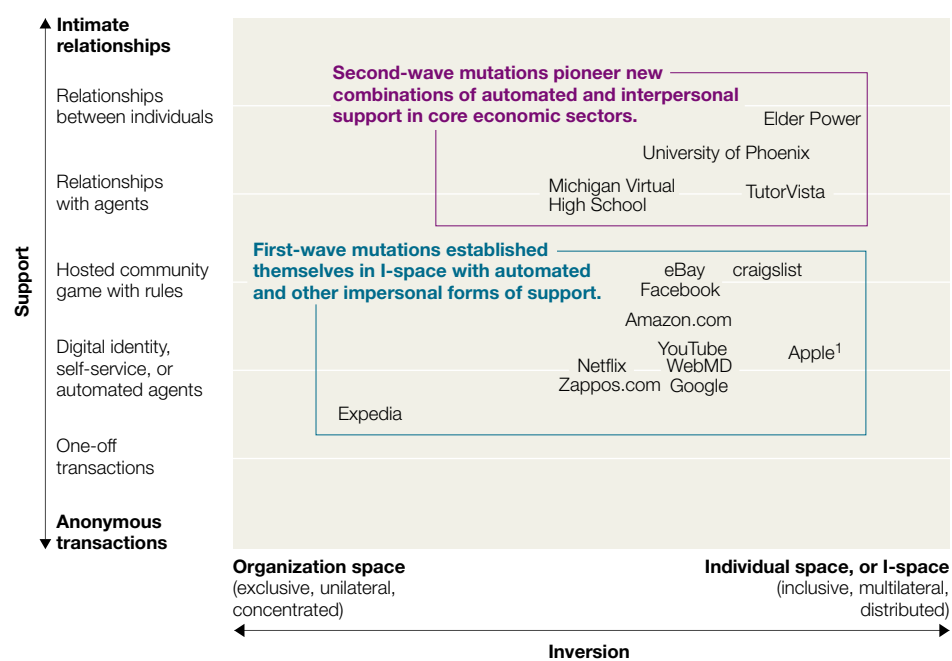 Intimate
relationships
Second-wave mutations pioneer new
combinations of automated and interpersonal
support in core economic sectors.
Relationships
between individuals
Elder Power
University of Phoenix
Relationships
with agents
Michigan Virtual
High School
TutorVista
Support
First-wave mutations established
themselves in I-space with automated
and other impersonal forms of support.
Hosted community
game with rules
eBay
craigslist
Facebook
Amazon.com
Digital identity,
self-service, or
automated agents
YouTube
Apple¹
Netflix
WebMD
Zappos.com
Google
Expedia
One-off
transactions
Anonymous
transactions
Organization space
(exclusive, unilateral,
concentrated)
Individual space, or I-space
(inclusive, multilateral,
distributed)
Inversion